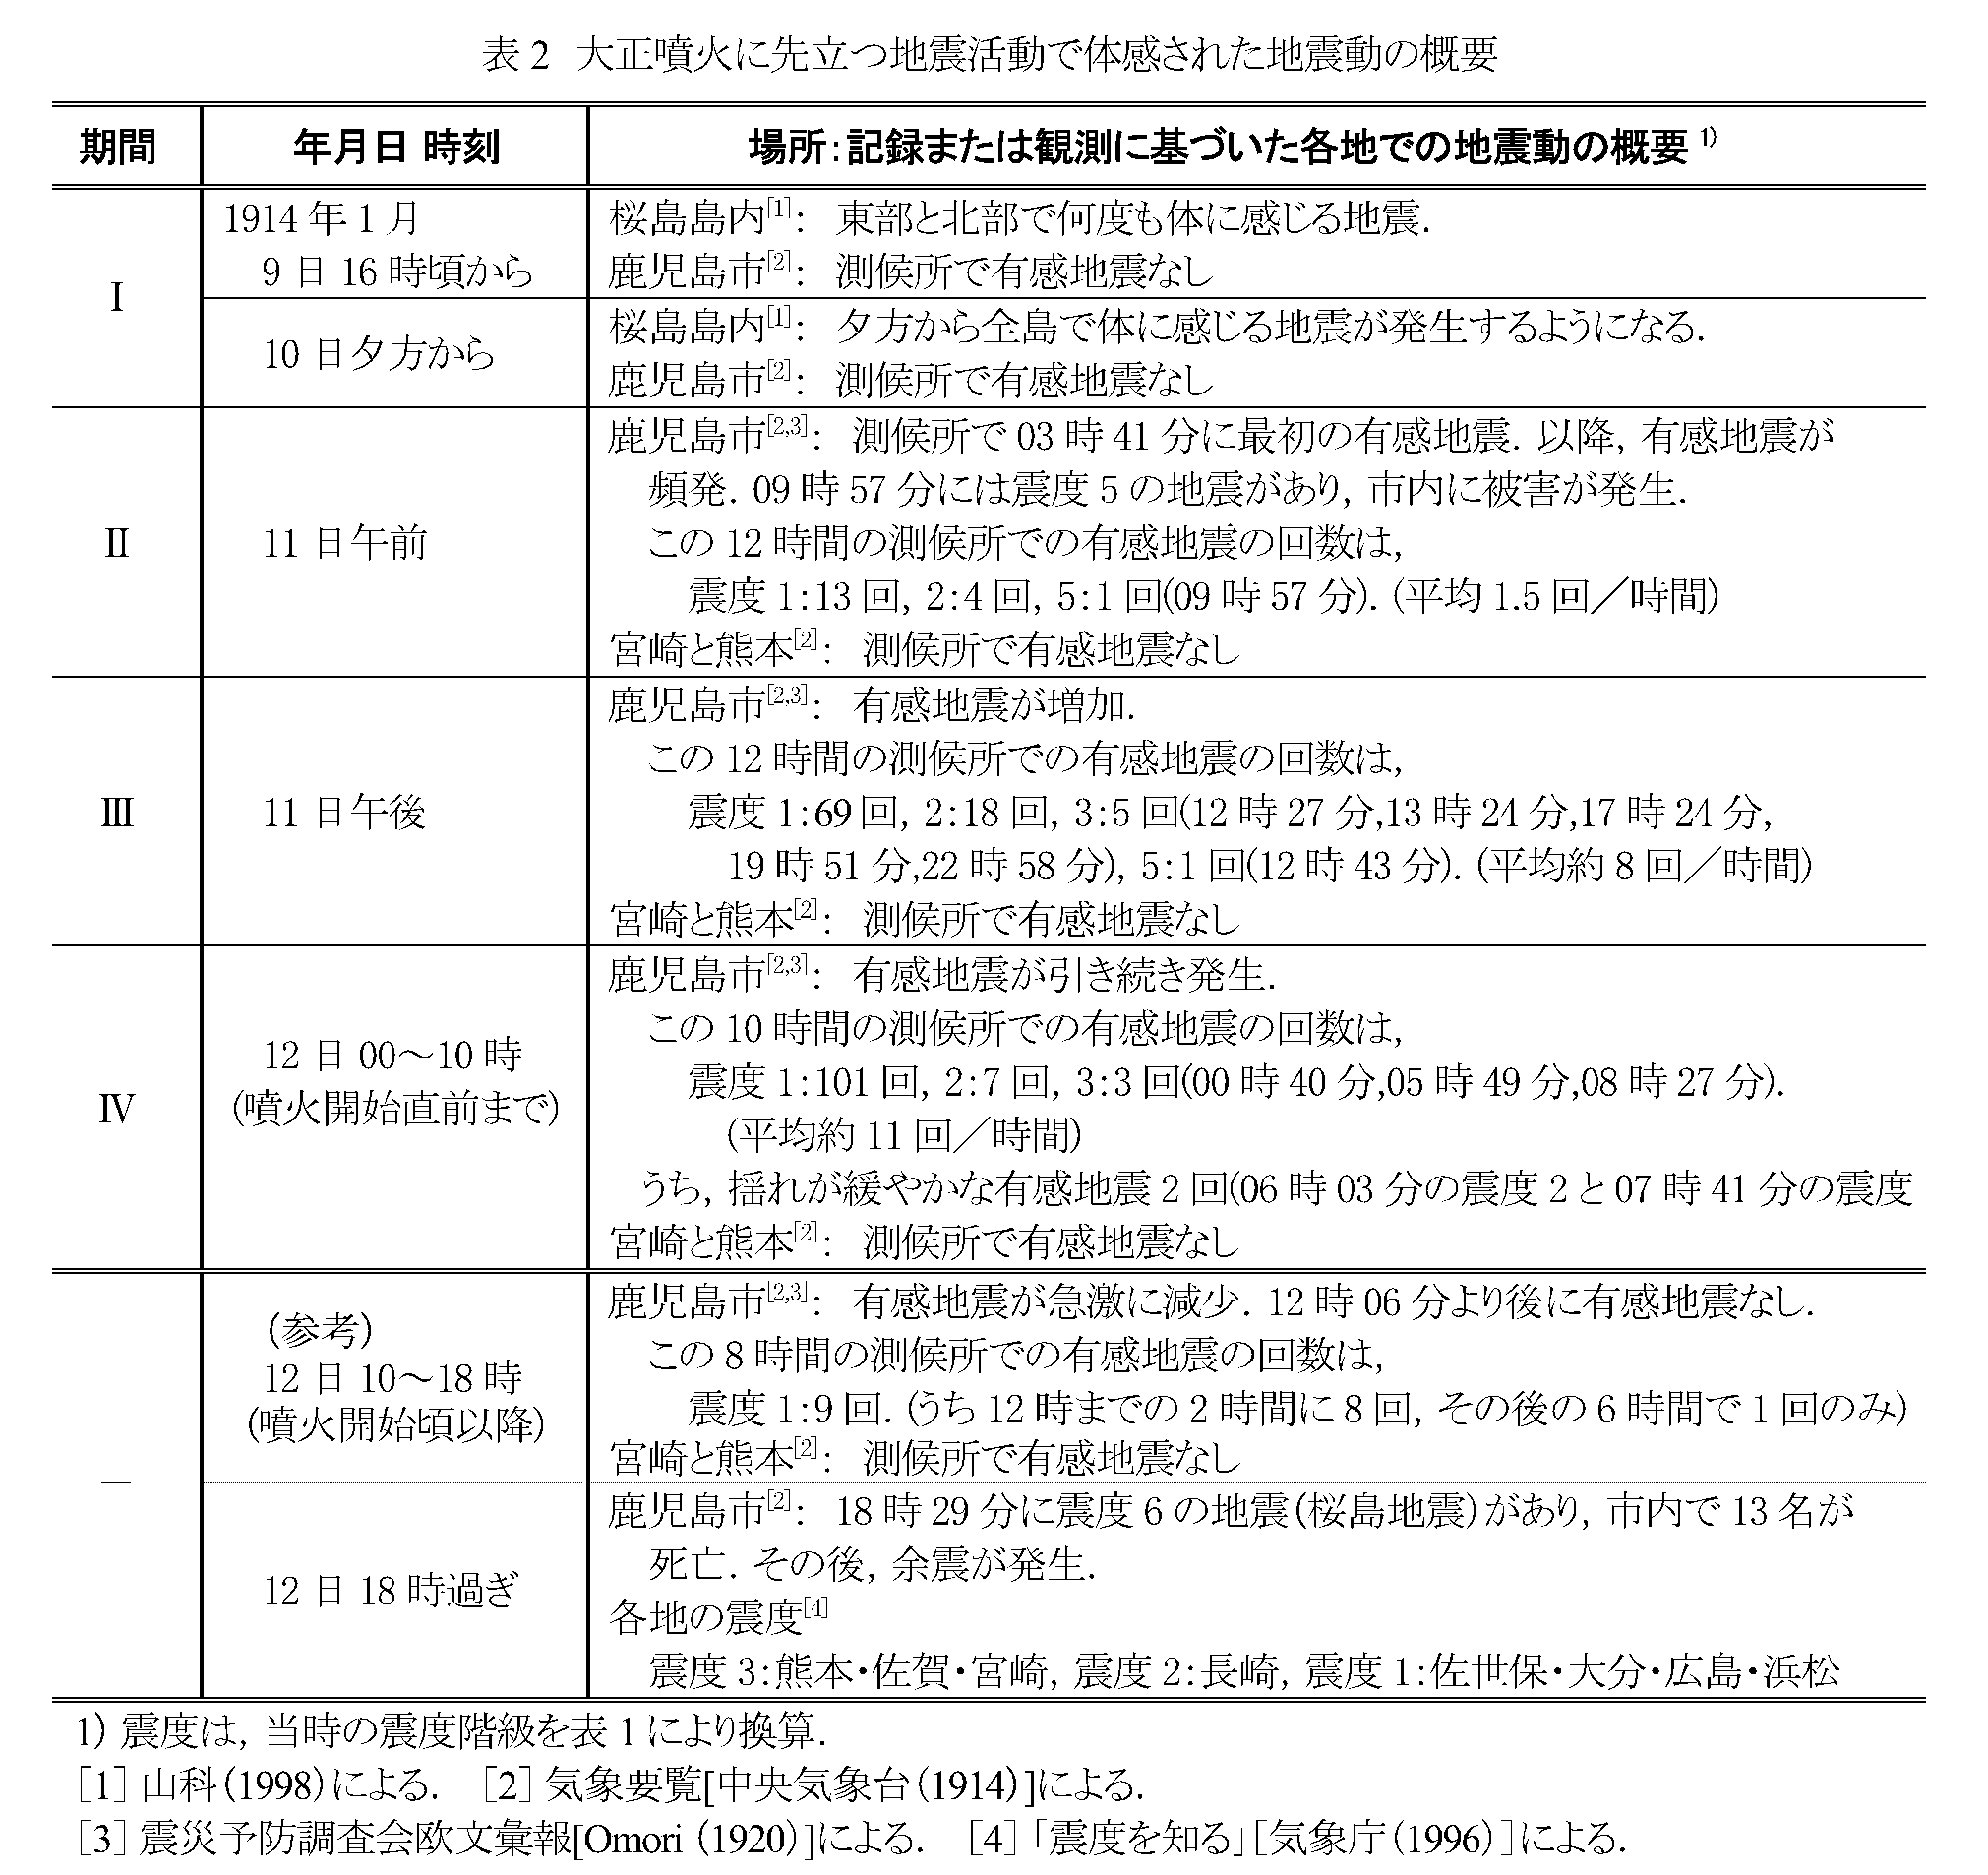 表2 大正噴火に先立つ地震活動で体感された地震動の概要
期間 年月日 時刻 場所：記録または観測に基づいた各地での地震動の概要 1)
I
1914年1月
9日16時頃から
桜島島内[1]： 東部と北部で何度も体に感じる地震．
鹿児島市[2]： 測候所で有感地震なし
10日夕方から
桜島島内[1]： 夕方から全島で体に感じる地震が発生するようになる．
鹿児島市[2]： 測候所で有感地震なし
II
11日午前
鹿児島市[2,3]： 測候所で03時41分に最初の有感地震．以降，有感地震が
頻発．09時57分には震度5の地震があり，市内に被害が発生．
この12時間の測候所での有感地震の回数は，
震度1：13回，2：4回，5：1回(09時57分)．(平均1.5回／時間)
宮崎と熊本[2]： 測候所で有感地震なし
III
11日午後
鹿児島市[2,3]： 有感地震が増加．
この12時間の測候所での有感地震の回数は，
震度1：69回，2：18回，3：5回(12時27分,13時24分,17時24分，
19時51分,22時58分)，5：1回(12時43分)．(平均約8回／時間)
宮崎と熊本[2]： 測候所で有感地震なし
IV
12日00～10時
(噴火開始直前まで)
鹿児島市[2,3]： 有感地震が引き続き発生．
この10時間の測候所での有感地震の回数は，
震度1：101回，2：7回，3：3回(00時40分,05時49分,08時27分)．
(平均約11回／時間)
うち，揺れが緩やかな有感地震2回(06時03分の震度2と07時41分の震度
宮崎と熊本[2]： 測候所で有感地震なし
―
(参考)
12日10～18時
(噴火開始頃以降)
鹿児島市[2,3]： 有感地震が急激に減少．12時06分より後に有感地震なし．
この8時間の測候所での有感地震の回数は，
震度1：9回．(うち12時までの2時間に8回，その後の6時間で1回のみ)
宮崎と熊本[2]： 測候所で有感地震なし
12日18時過ぎ
鹿児島市[2]： 18時29分に震度6の地震(桜島地震)があり，市内で13名が
死亡．その後，余震が発生．
各地の震度[4]
震度3：熊本・佐賀・宮崎，震度2：長崎，震度1：佐世保・大分・広島・浜松
1) 震度は，当時の震度階級を表1により換算．
[1] 山科(1998)による． [2] 気象要覧[中央気象台(1914)]による．
[3] 震災予防調査会欧文彙報[Omori (1920)]による． [4]「震度を知る」[気象庁(1996)]による．